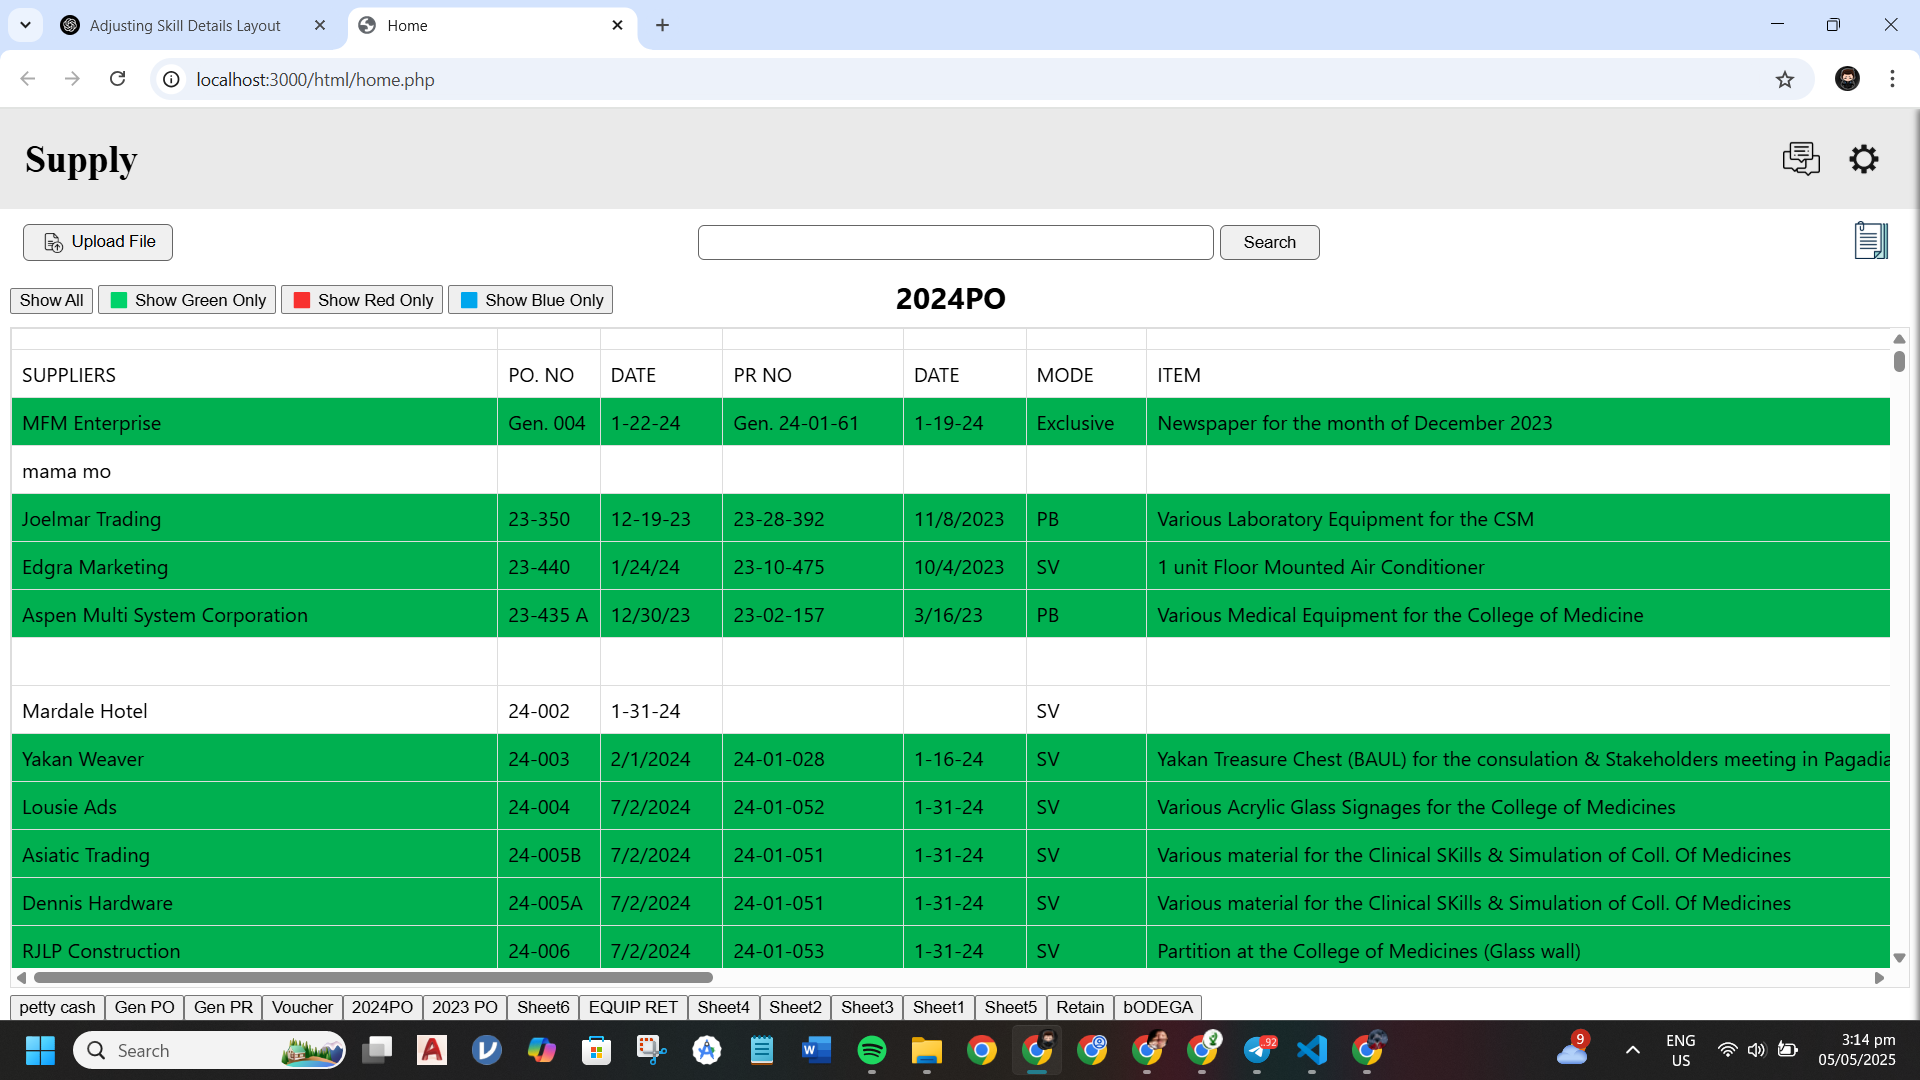 Adjusting Skill Details Layout
Home
localhost:3000/html/home.php
Supply
Upload File
Search
Show All
Show Green Only
Show Red Only
Show Blue Only
2024PO
SUPPLIERS PO. NO DATE PR NO DATE MODE ITEM
MFM Enterprise Gen. 004 1-22-24 Gen. 24-01-61 1-19-24 Exclusive Newspaper for the month of December 2023
mama mo
Joelmar Trading 23-350 12-19-23 23-28-392 11/8/2023 PB Various Laboratory Equipment for the CSM
Edgra Marketing 23-440 1/24/24 23-10-475 10/4/2023 SV 1 unit Floor Mounted Air Conditioner
Aspen Multi System Corporation 23-435 A 12/30/23 23-02-157 3/16/23 PB Various Medical Equipment for the College of Medicine
Mardale Hotel 24-002 1-31-24 SV
Yakan Weaver 24-003 2/1/2024 24-01-028 1-16-24 SV Yakan Treasure Chest (BAUL) for the consulation & Stakeholders meeting in Pagadia
Lousie Ads 24-004 7/2/2024 24-01-052 1-31-24 SV Various Acrylic Glass Signages for the College of Medicines
Asiatic Trading 24-005B 7/2/2024 24-01-051 1-31-24 SV Various material for the Clinical SKills & Simulation of Coll. Of Medicines
Dennis Hardware 24-005A 7/2/2024 24-01-051 1-31-24 SV Various material for the Clinical SKills & Simulation of Coll. Of Medicines
RJLP Construction 24-006 7/2/2024 24-01-053 1-31-24 SV Partition at the College of Medicines (Glass wall)
petty cash Gen PO Gen PR Voucher 2024PO 2023 PO Sheet6 EQUIP RET Sheet4 Sheet2 Sheet3 Sheet1 Sheet5 Retain bODEGA
Search
..92
9
ENG
US
3:14 pm
05/05/2025